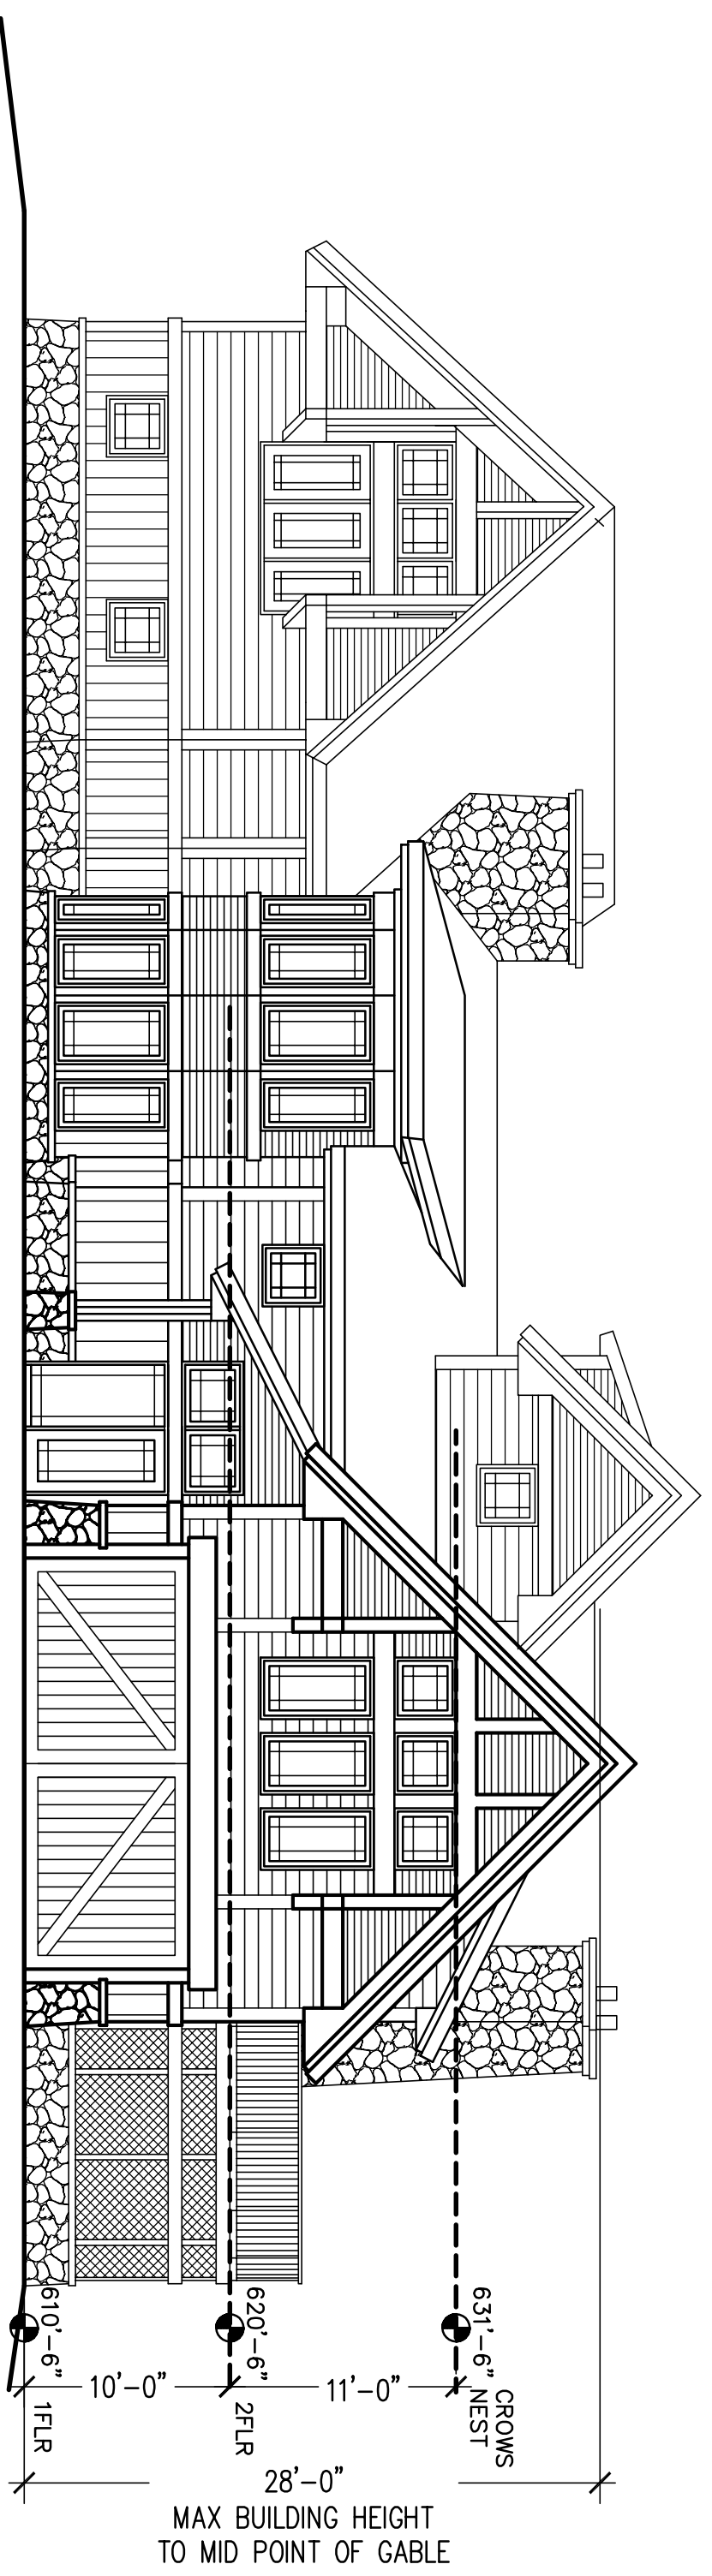 631'-6"
CROWS
NEST
620'-6"
2FLR
610'-6"
1FLR
11'-0"
10'-0"
28'-0"
MAX BUILDING HEIGHT
TO MID POINT OF GABLE